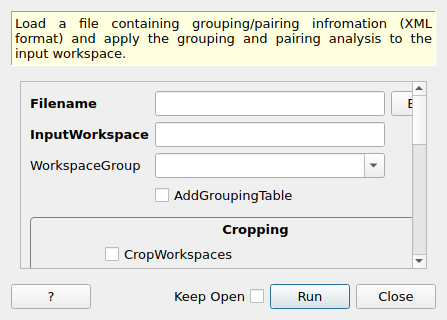 Load a file containing grouping/pairing infromation (XML
format) and apply the grouping and pairing analysis to the
input workspace.
Filename
InputWorkspace
WorkspaceGroup
AddGroupingTable
Cropping
CropWorkspaces
? Keep Open Run Close